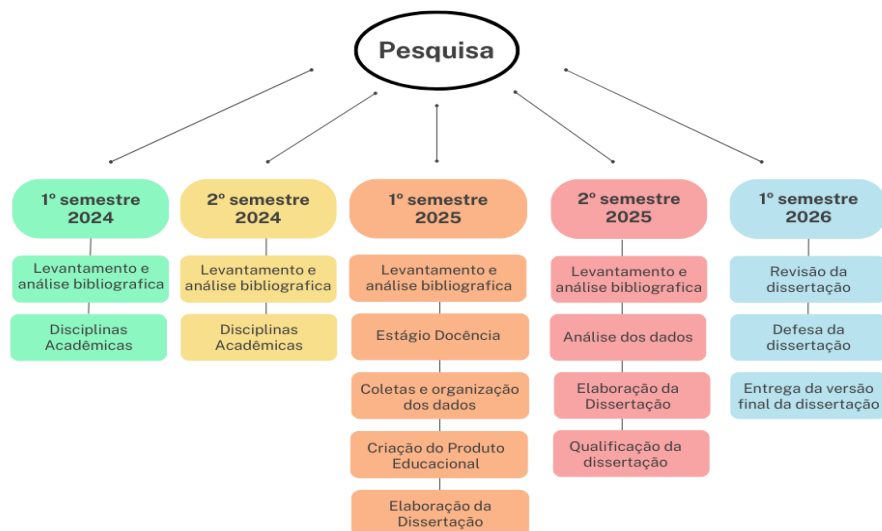 Pesquisa
1º semestre
2024
Levantamento e
análise bibliografica
Disciplinas
Acadêmicas
2º semestre
2024
Levantamento e
análise bibliografica
Disciplinas
Acadêmicas
1º semestre
2025
Levantamento e
análise bibliografica
Estágio Docência
Coletas e organização
dos dados
Criação do Produto
Educacional
Elaboração da
Dissertação
2º semestre
2025
Levantamento e
análise bibliografica
Análise dos dados
Elaboração da
Dissertação
Qualificação da
dissertação
1º semestre
2026
Revisão da
dissertação
Defesa da
dissertação
Entrega da versão
final da dissertação